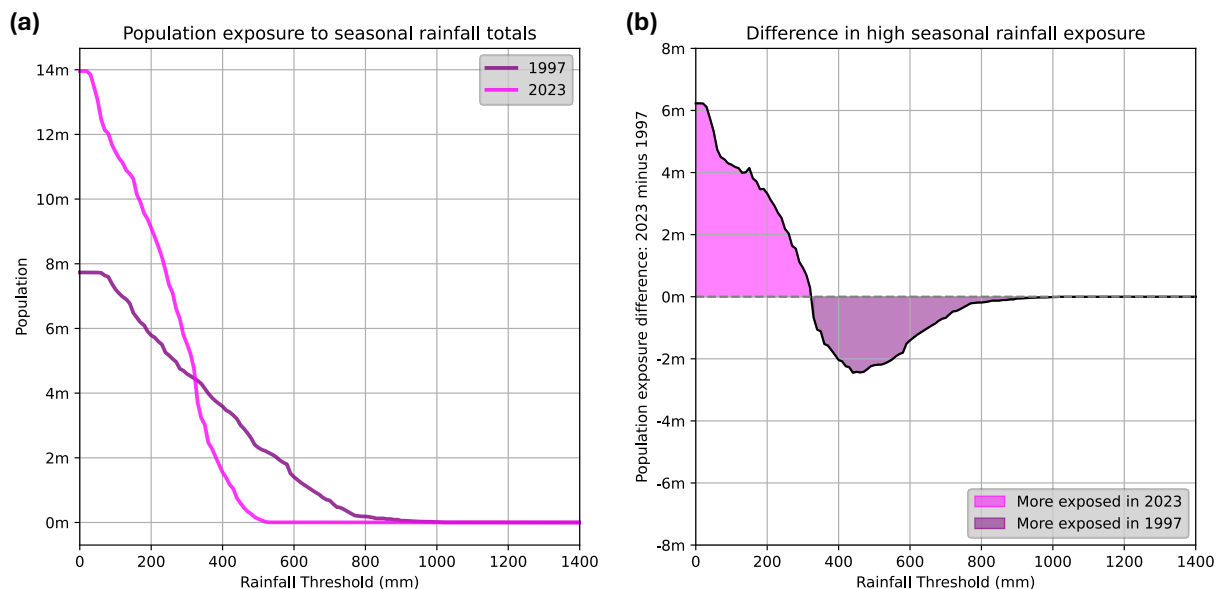 (a)
Population exposure to seasonal rainfall totals
1997
2023
14m
12m
10m
8m
6m
4m
2m
0m
Population
0
200
400
600
800
1000
1200
1400
Rainfall Threshold (mm)
(b)
Difference in high seasonal rainfall exposure
8m
6m
4m
2m
0m
-2m
-4m
-6m
-8m
Population exposure difference: 2023 minus 1997
More exposed in 2023
More exposed in 1997
0
200
400
600
800
1000
1200
1400
Rainfall Threshold (mm)